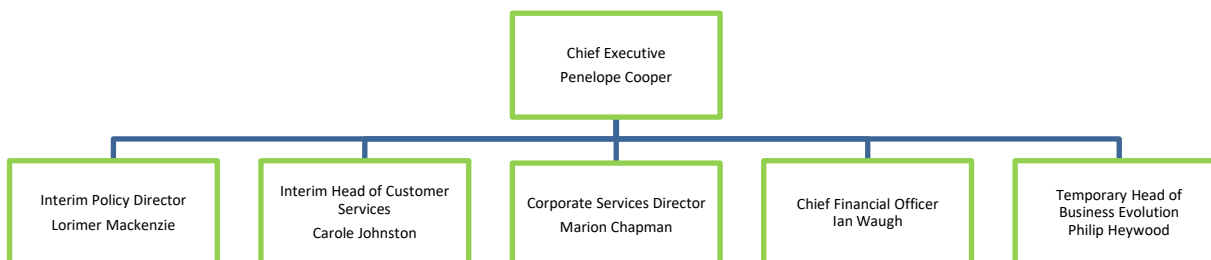 Chief Executive
Penelope Cooper
Interim Policy Director
Lorimer Mackenzie
Interim Head of Customer
Services
Carole Johnston
Corporate Services Director
Marion Chapman
Chief Financial Officer
Ian Waugh
Temporary Head of
Business Evolution
Philip Heywood